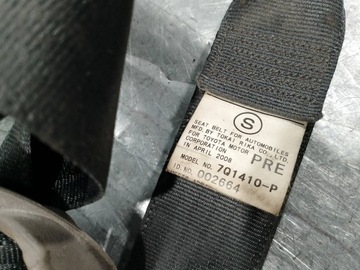 S
SEAT BELT FOR AUTOMOBILES
MFD. BY TOKAI RIKA CO., LTD.
FOR TOYOTA MOTOR
CORPORATION
IN APRIL 2008
PRE
MODEL NO. 7Q1410-P
ID NO. 002664